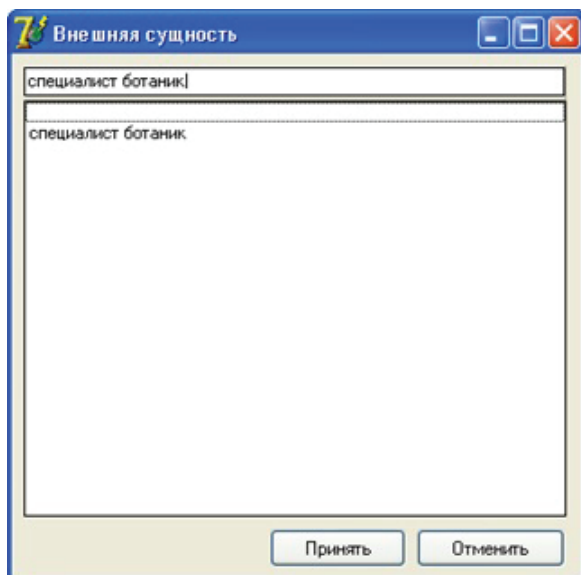 Внешняя сущность
специалист ботаник
специалист ботаник
Принять Отменить